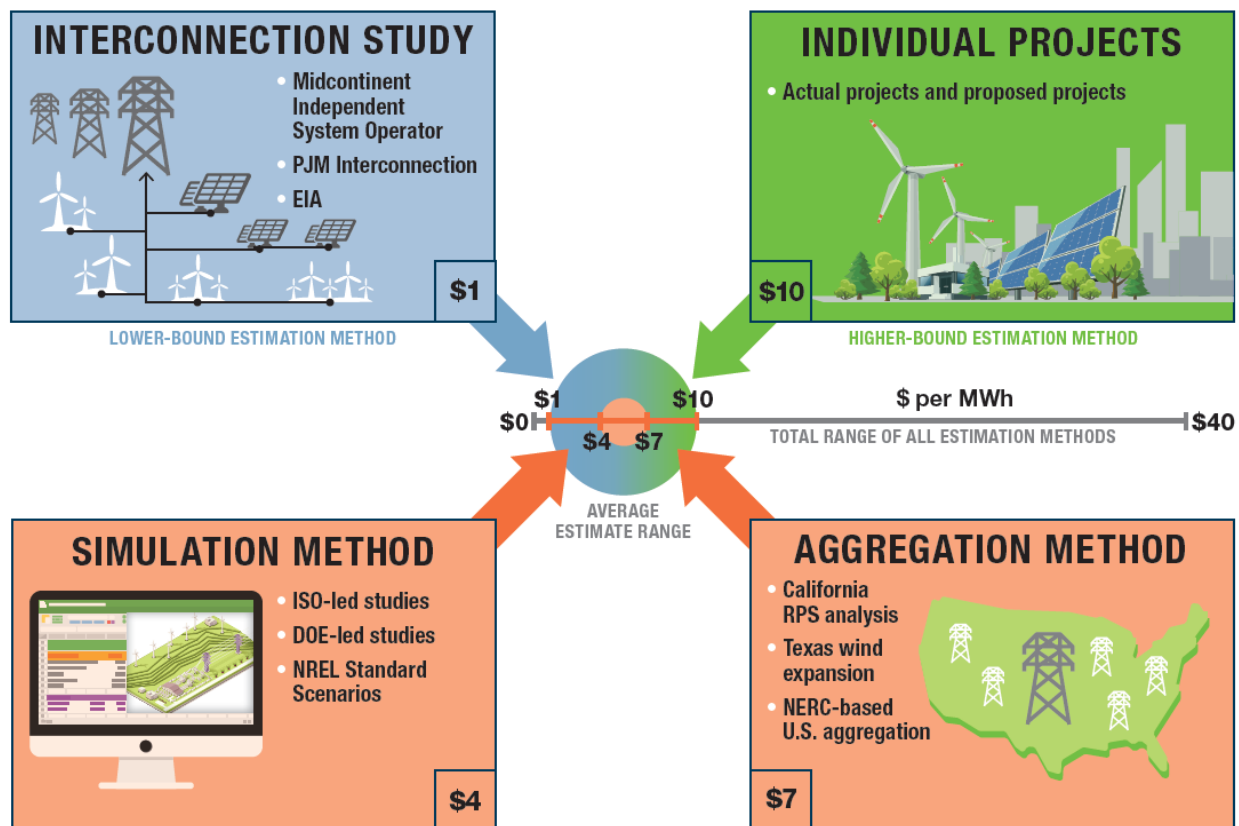 INTERCONNECTION STUDY
• Midcontinent
Independent
System Operator
• PJM Interconnection
• EIA
$1
LOWER-BOUND ESTIMATION METHOD
INDIVIDUAL PROJECTS
• Actual projects and proposed projects
$10
HIGHER-BOUND ESTIMATION METHOD
$0
$1
$4
$7
$10
$ per MWh
TOTAL RANGE OF ALL ESTIMATION METHODS
$40
AVERAGE
ESTIMATE RANGE
SIMULATION METHOD
• ISO-led studies
• DOE-led studies
• NREL Standard
Scenarios
$4
AGGREGATION METHOD
• California
RPS analysis
• Texas wind
expansion
• NERC-based
U.S. aggregation
$7